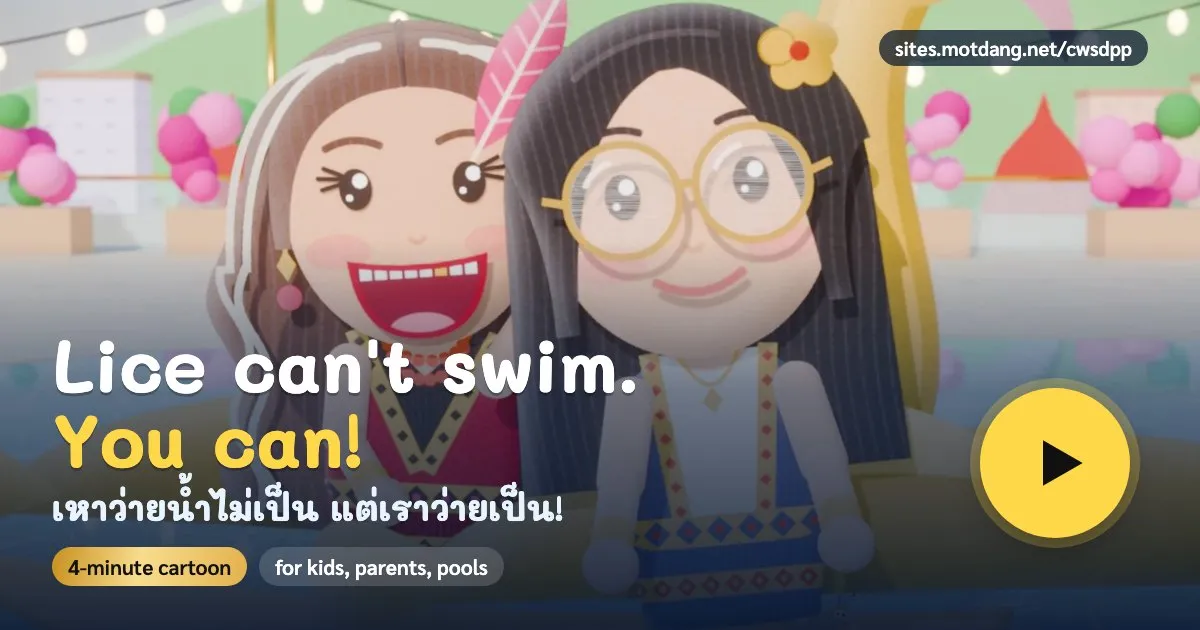 sites.motdang.net/cwsdpp
Lice can't swim.
You can!
เหาว่ายน้ำไม่เป็น แต่เราว่ายเป็น!
4-minute cartoon
for kids, parents, pools